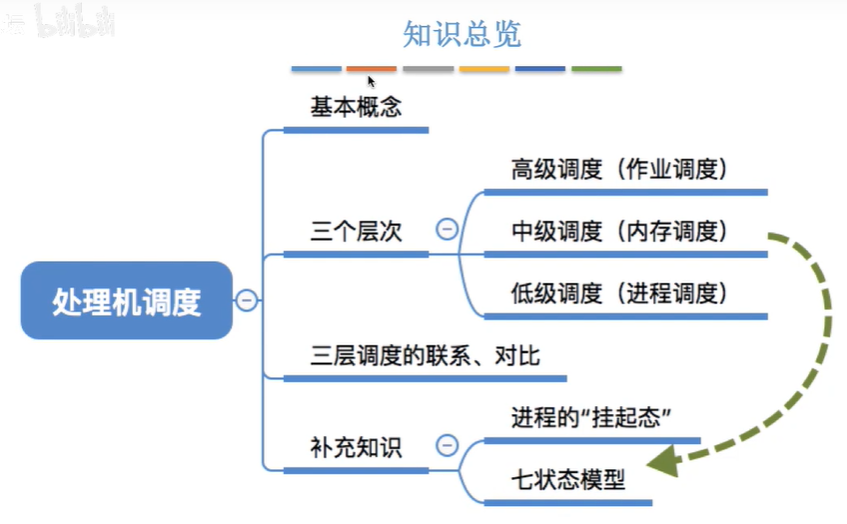 bilibili
知识总览
基本概念
高级调度（作业调度）
三个层次
中级调度（内存调度）
低级调度（进程调度）
处理机调度
三层调度的联系、对比
进程的“挂起态”
补充知识
七状态模型